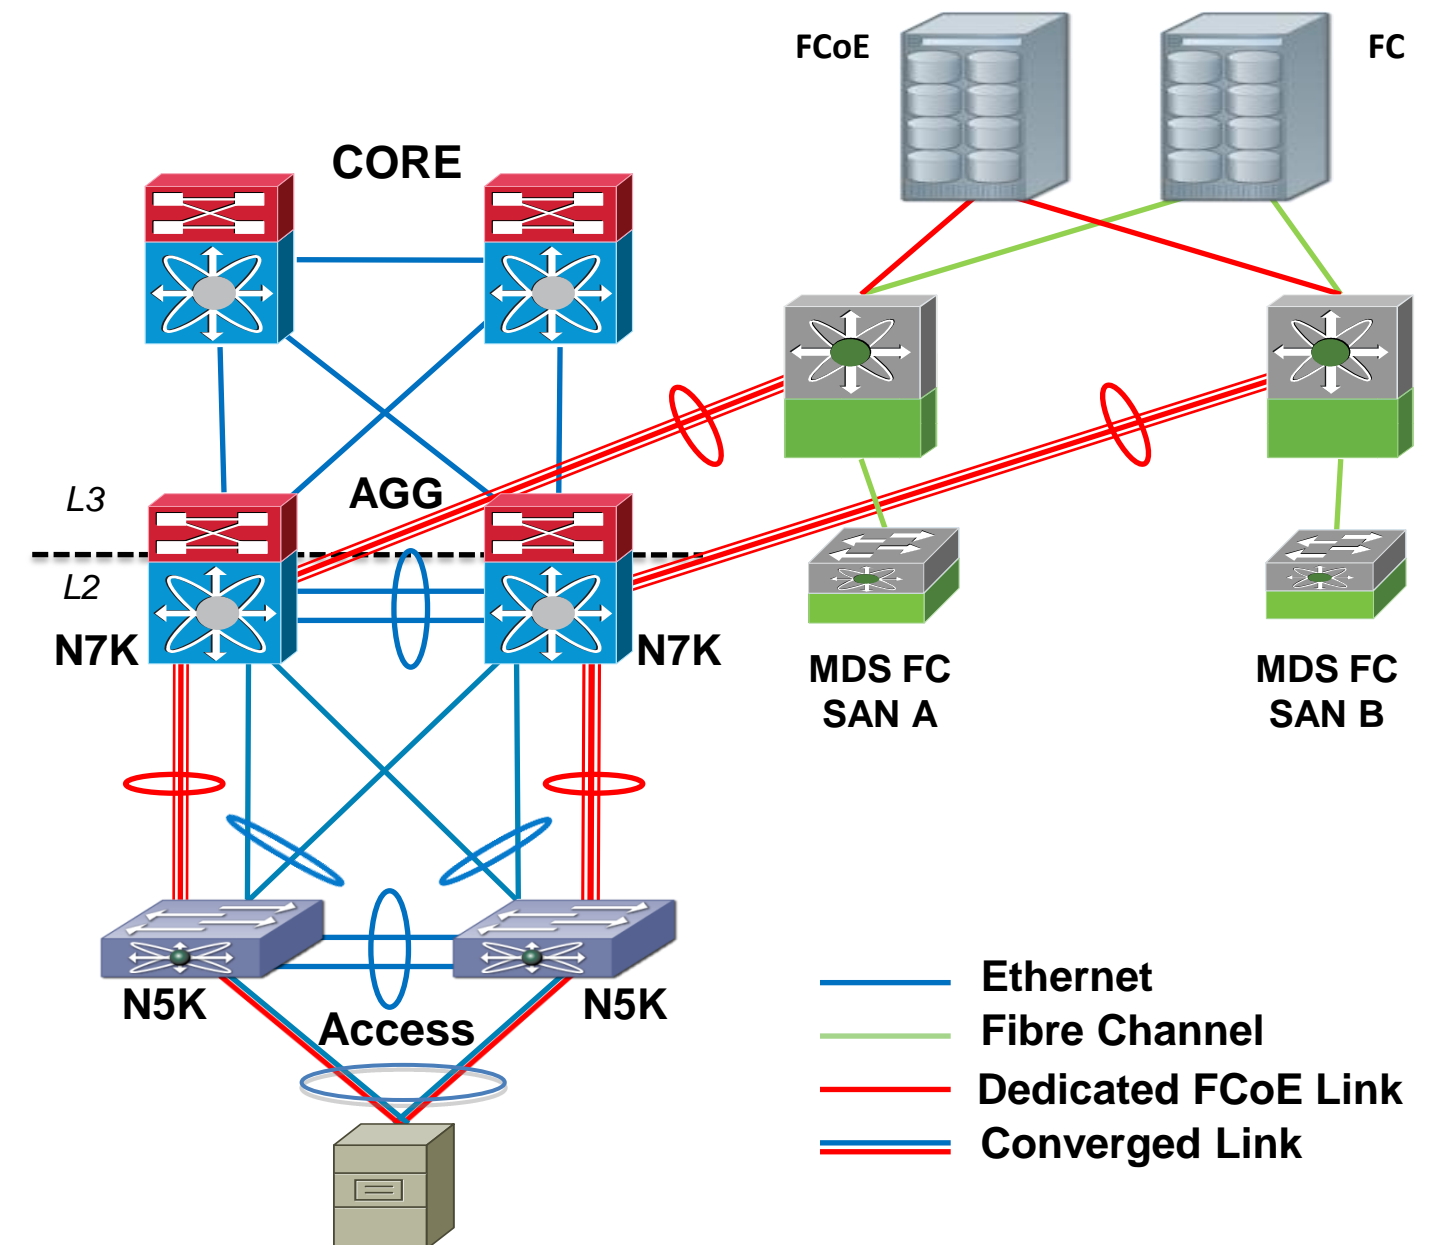 FCoE
FC
CORE
AGG
L3
L2
N7K
N7K
MDS FC
SAN A
MDS FC
SAN B
N5K
N5K
Access
Ethernet
Fibre Channel
Dedicated FCoE Link
Converged Link